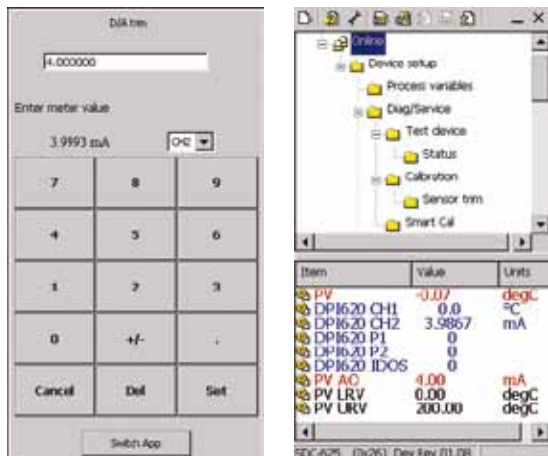 D/A trim
4.000000
Enter meter value
3.9993 mA CH2
7 8 9
4 5 6
1 2 3
0 +/- .
Cancel Del Set
Switch App
Online
Device setup
Process variables
Diag/Service
Test device
Status
Calibration
Sensor trim
Smart Cal
Item Value Units
PV -0.07 degC
DPI620 CH1 0.0 ºC
DPI620 CH2 3.9867 mA
DPI620 P1 0
DPI620 P2 0
DPI620 IDOS 0
PV AO 4.00 mA
PV LRV 0.00 degC
PV URV 200.00 degC
SDC-625 (0x26) Dev Rev 01.08